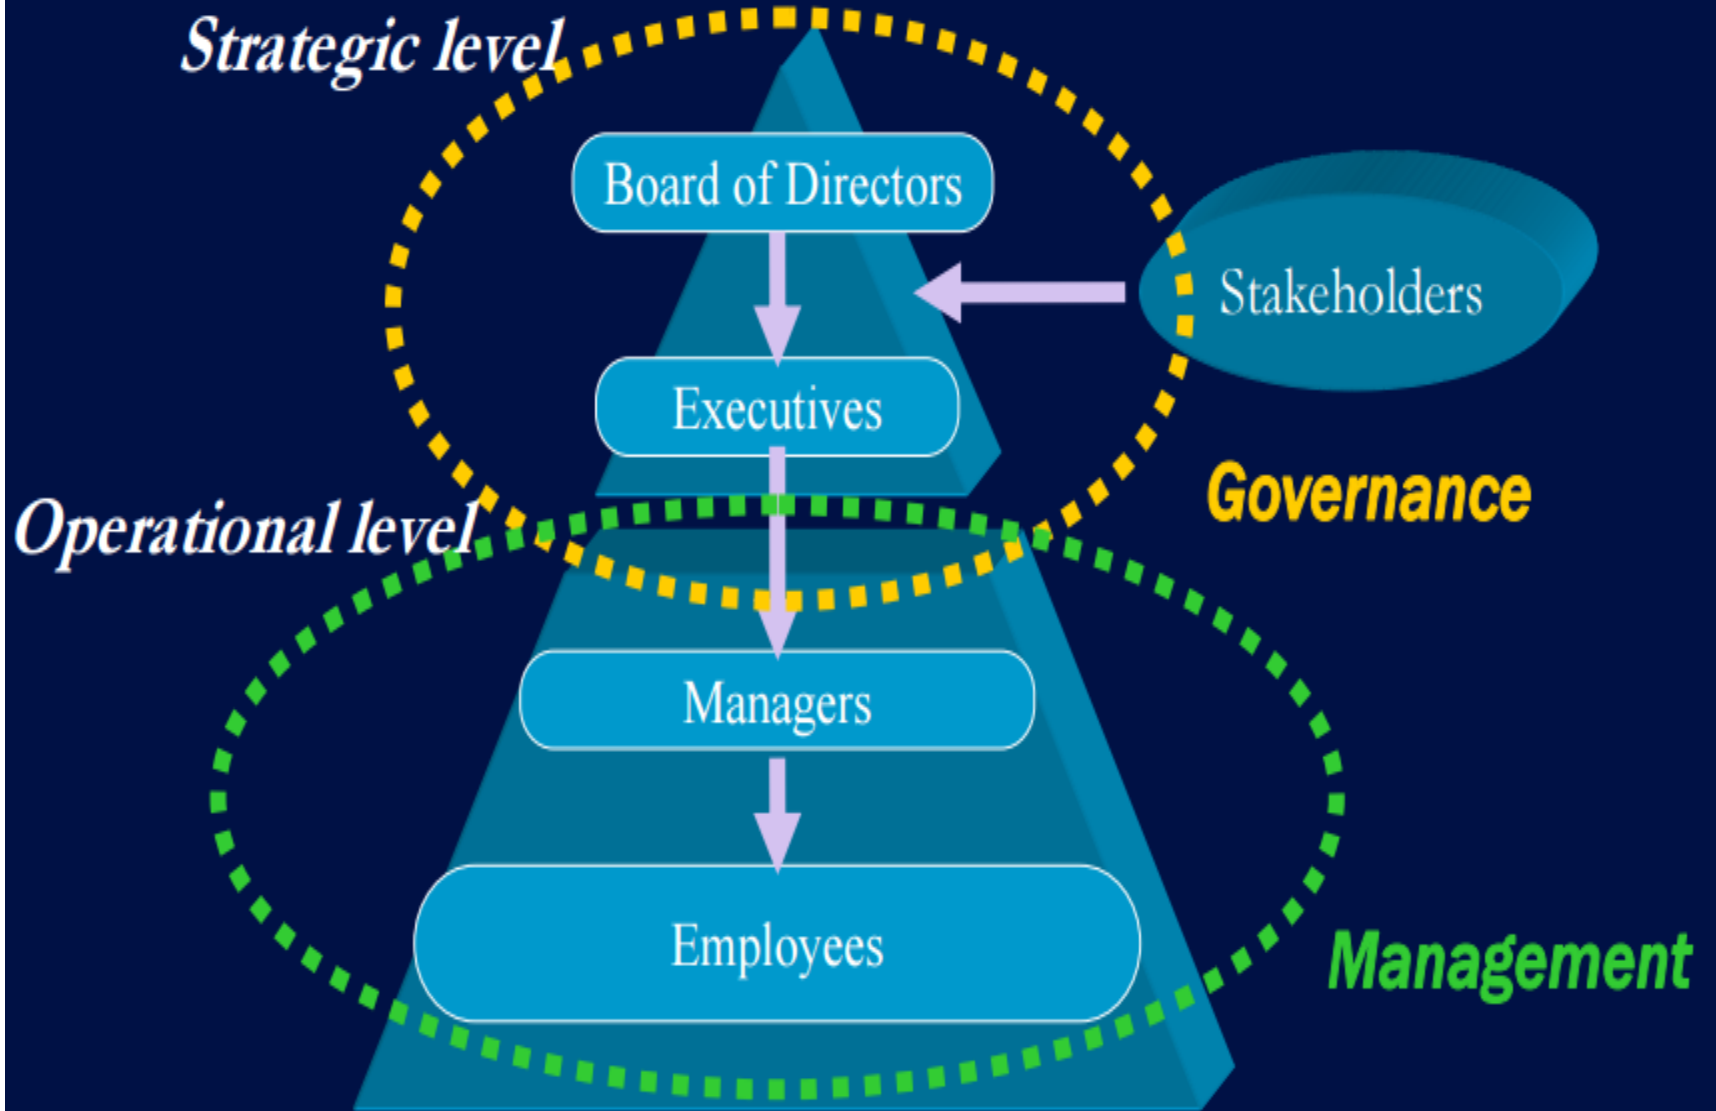 Strategic level
Board of Directors
Stakeholders
Executives
Governance
Operational level
Managers
Employees
Management